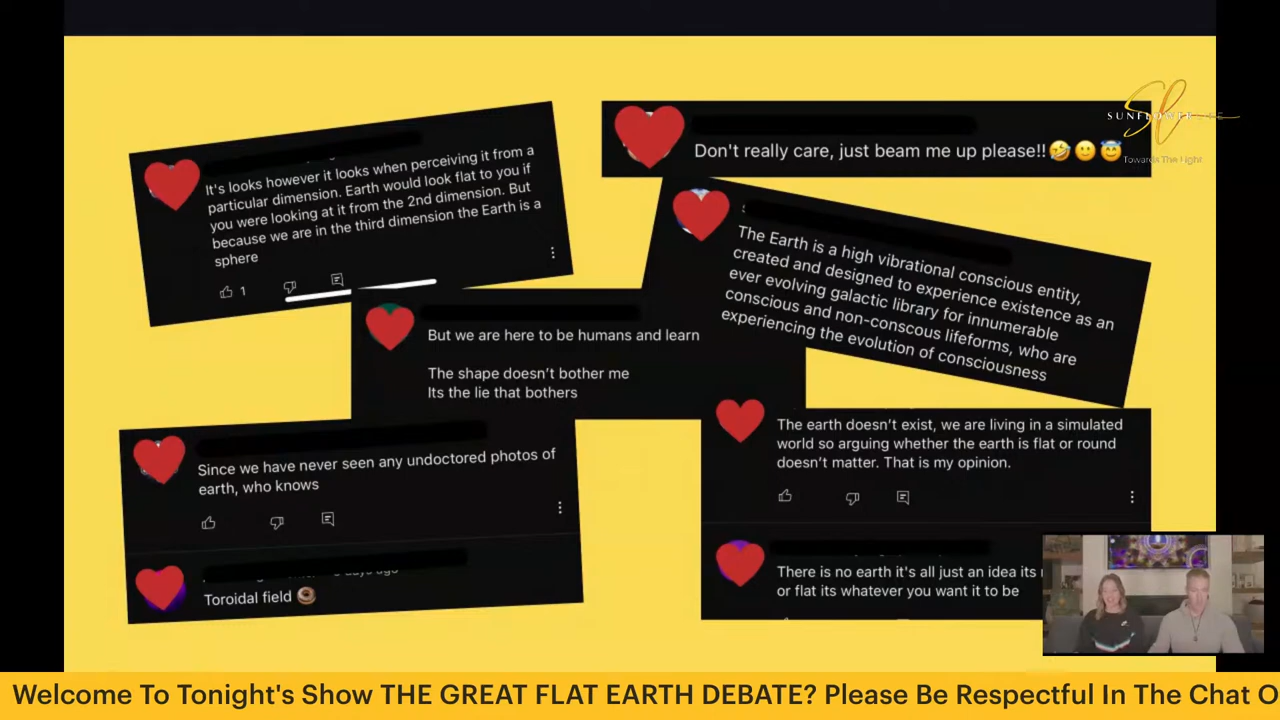 It's looks however it looks when perceiving it from a
particular dimension. Earth would look flat to you if
you were looking at it from the 2nd dimension. But
because we are in the third dimension the Earth is a
sphere
1
Don't really care, just beam me up please!!🤣🙂😇
SUNFLOWER
Towards The Light
The Earth is a high vibrational conscious entity,
created and designed to experience existence as an
ever evolving galactic library for innumerable
conscious and non-conscous lifeforms, who are
experiencing the evolution of consciousness
But we are here to be humans and learn
The shape doesn't bother me
Its the lie that bothers
Since we have never seen any undoctored photos of
earth, who knows
Toroidal field 🍩
The earth doesn't exist, we are living in a simulated
world so arguing whether the earth is flat or round
doesn't matter. That is my opinion.
There is no earth it's all just an idea its
or flat its whatever you want it to be
Welcome To Tonight's Show THE GREAT FLAT EARTH DEBATE? Please Be Respectful In The Chat O